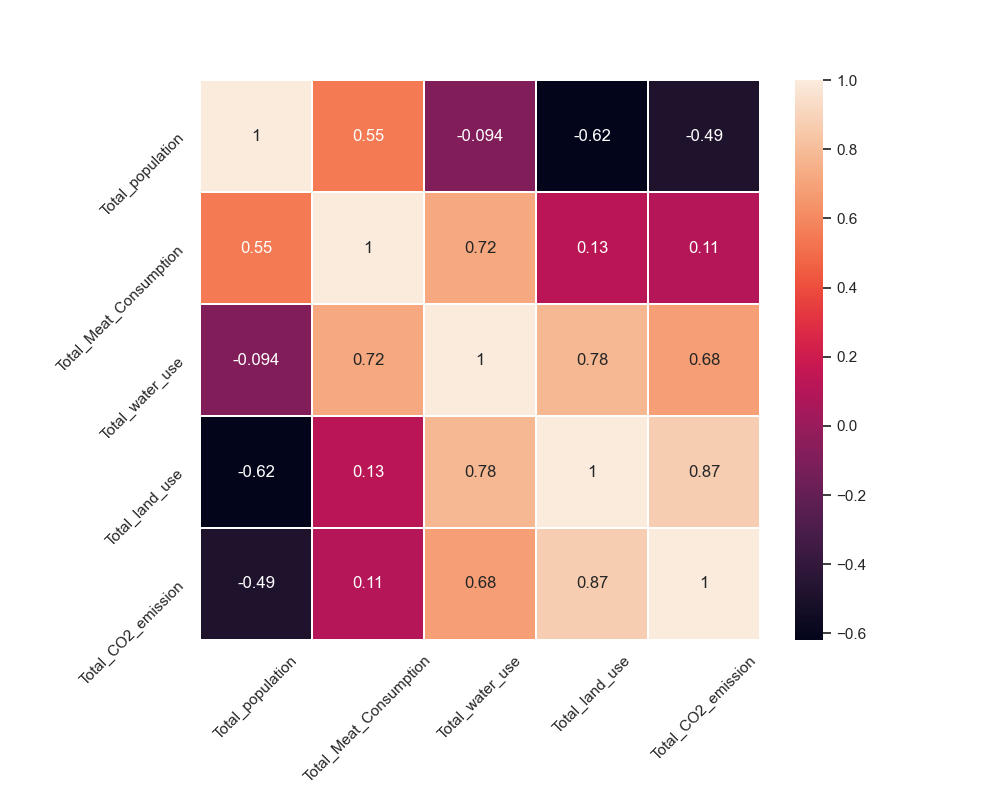 Total_population 1 0.55 -0.094 -0.62 -0.49
Total_Meat_Consumption 0.55 1 0.72 0.13 0.11
Total_water_use -0.094 0.72 1 0.78 0.68
Total_land_use -0.62 0.13 0.78 1 0.87
Total_CO2_emission -0.49 0.11 0.68 0.87 1
Total_population Total_Meat_Consumption Total_water_use Total_land_use Total_CO2_emission
1.0
0.8
0.6
0.4
0.2
0.0
−0.2
−0.4
−0.6